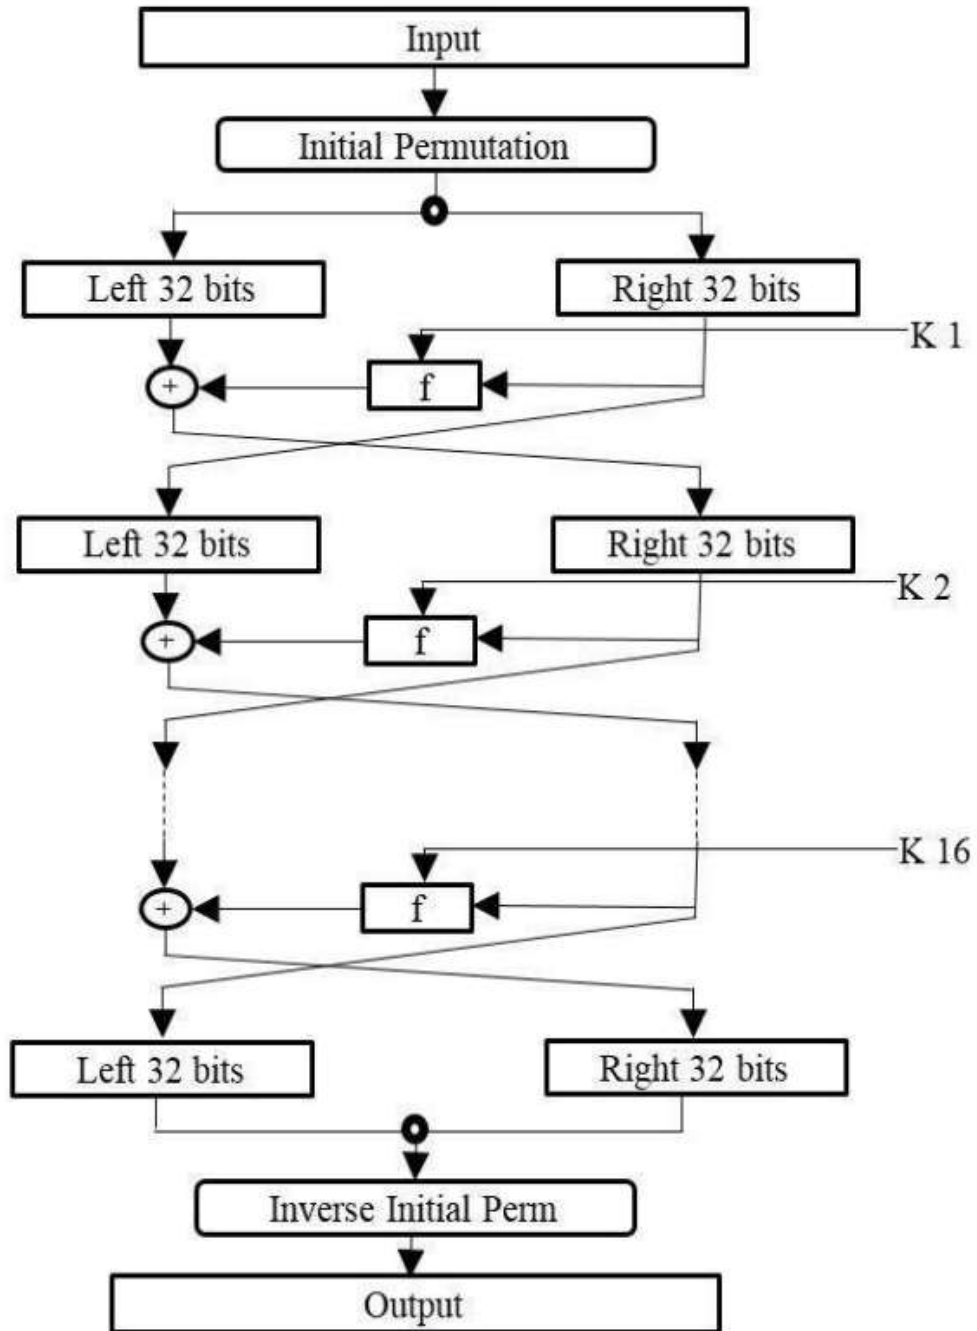 Input
Initial Permutation
Left 32 bits
Right 32 bits
K 1
+
f
Left 32 bits
Right 32 bits
K 2
+
f
K 16
+
f
Left 32 bits
Right 32 bits
Inverse Initial Perm
Output